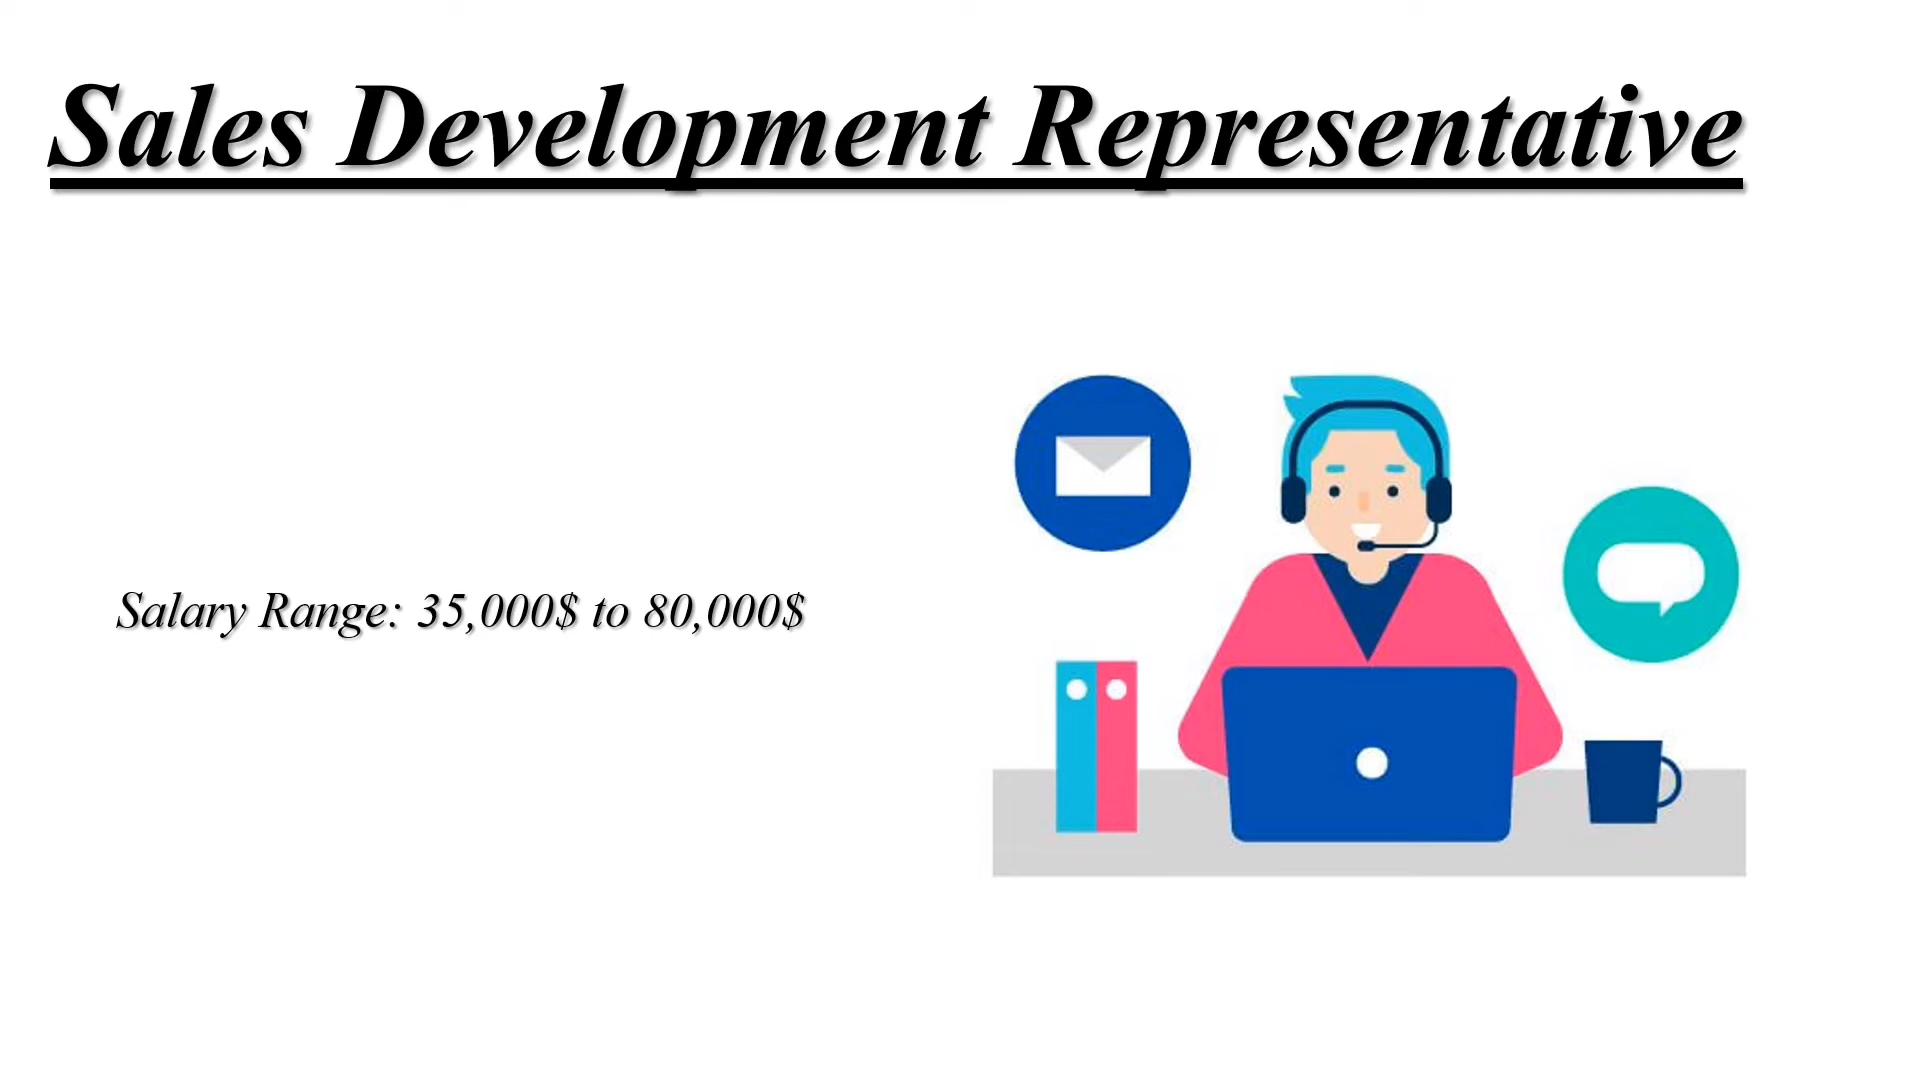 Sales Development Representative
Salary Range: 35,000$ to 80,000$